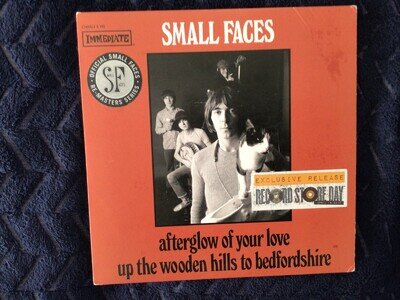 SMALL FACES
IMMEDIATE
OFFICIAL SMALL FACES
SF
RE-MASTERS SERIES
EXCLUSIVE RELEASE
RECORD STORE DAY
afterglow of your love
up the wooden hills to bedfordshire